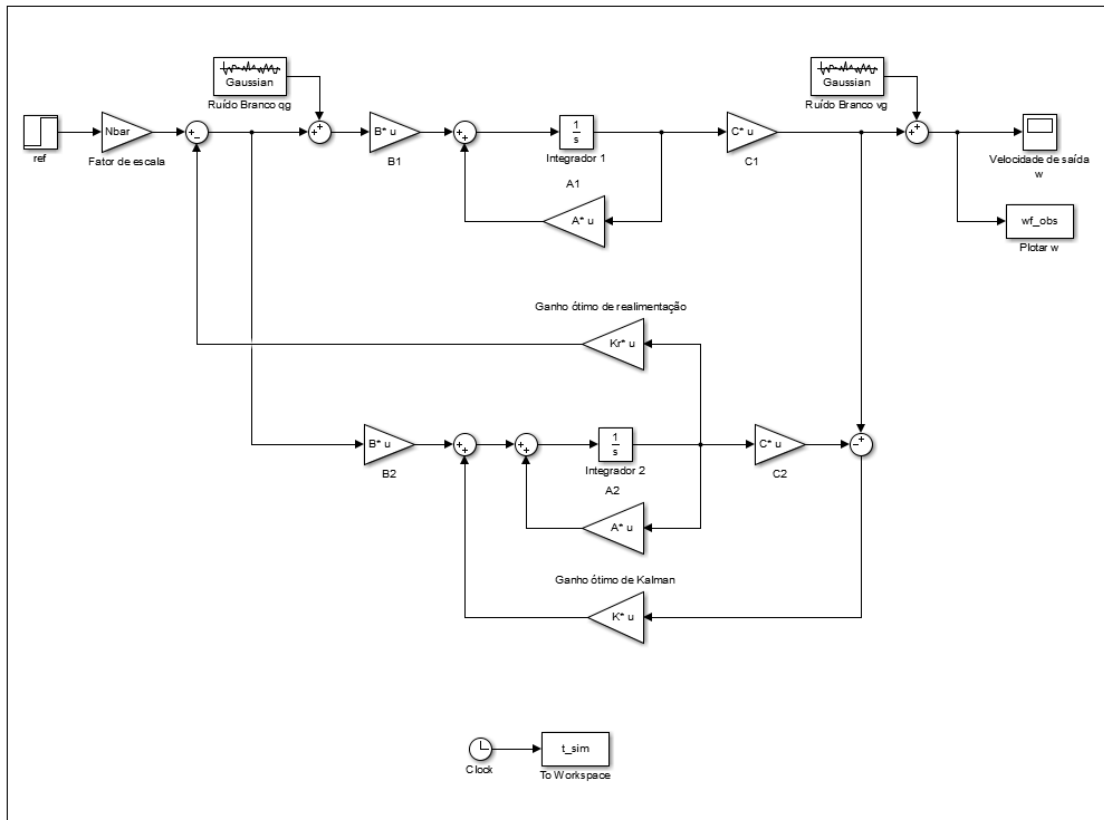 Gaussian
Ruído Branco qg
Gaussian
Ruído Branco vg
ref
Nbar
Fator de escala
B* u
B1
1
s
Integrador 1
C* u
C1
Velocidade de saída
w
A1
A* u
wf_obs
Plotar w
Ganho ótimo de realimentação
Kr* u
B* u
B2
1
s
Integrador 2
C* u
C2
A2
A* u
Ganho ótimo de Kalman
K* u
Clock
t_sim
To Workspace